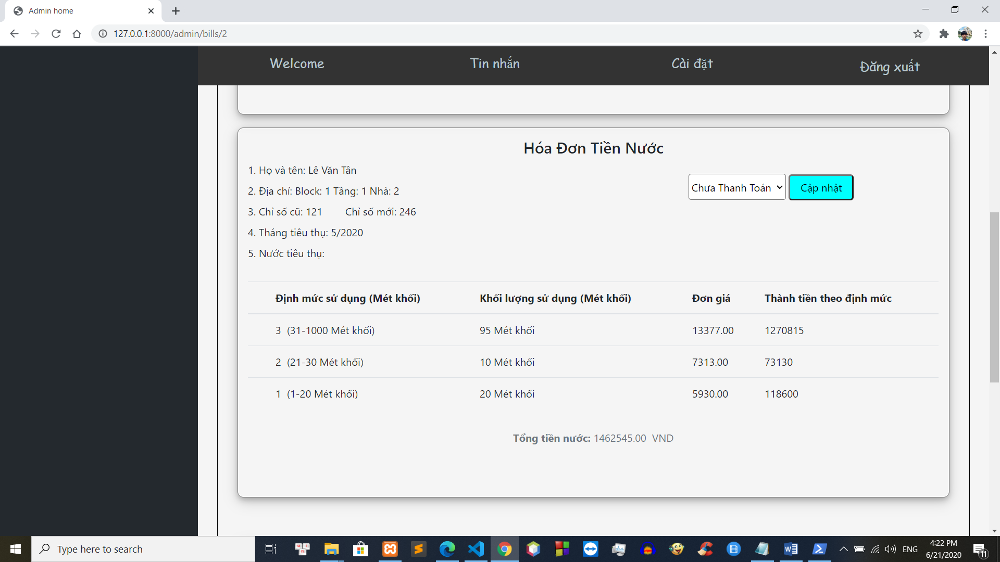 Admin home
127.0.0.1:8000/admin/bills/2
Welcome Tin nhắn Cài đặt Đăng xuất
Hóa Đơn Tiền Nước
1. Họ và tên: Lê Văn Tân
Chưa Thanh Toán Cập nhật
2. Địa chỉ: Block: 1 Tầng: 1 Nhà: 2
3. Chỉ số cũ: 121 Chỉ số mới: 246
4. Tháng tiêu thụ: 5/2020
5. Nước tiêu thụ:
Định mức sử dụng (Mét khối) Khối lượng sử dụng (Mét khối) Đơn giá Thành tiền theo định mức
3 (31-1000 Mét khối) 95 Mét khối 13377.00 1270815
2 (21-30 Mét khối) 10 Mét khối 7313.00 73130
1 (1-20 Mét khối) 20 Mét khối 5930.00 118600
Tổng tiền nước: 1462545.00 VND
Type here to search
ENG
4:22 PM
6/21/2020
11